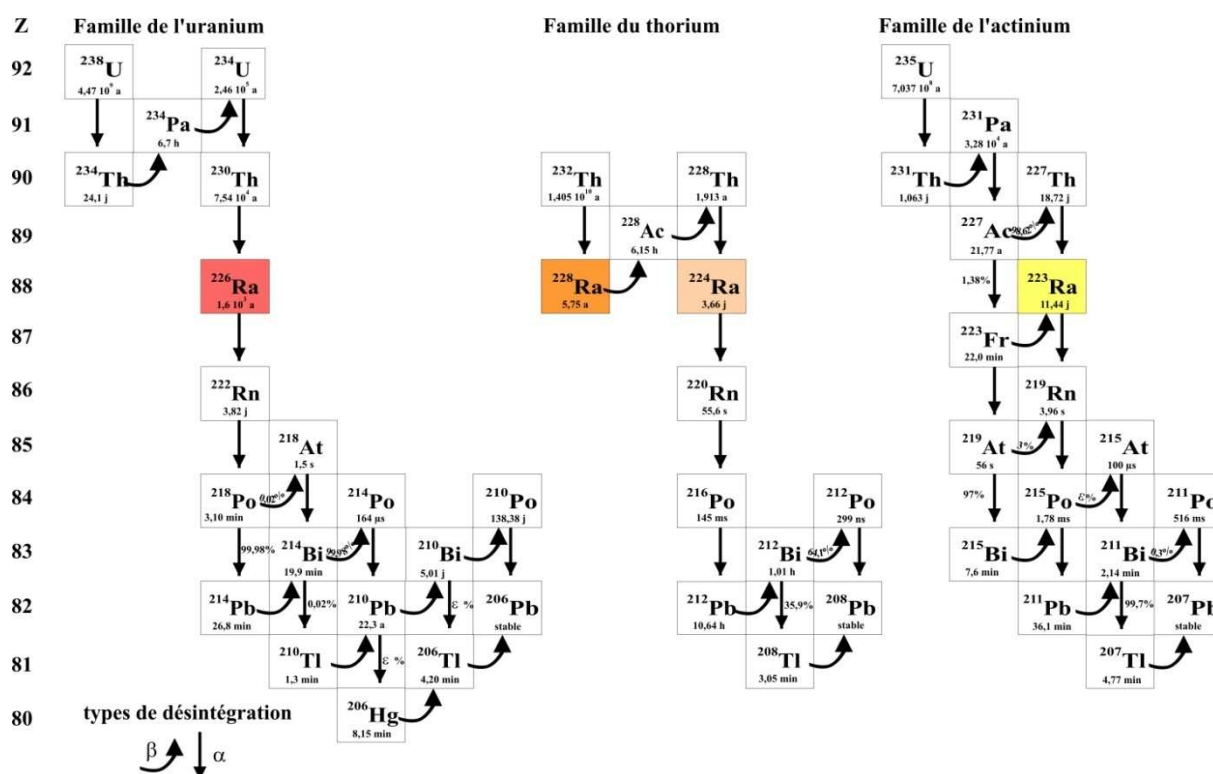 Z Famille de l'uranium Famille du thorium Famille de l'actinium
92 238U 234U 235U
4,47 10⁹ a 2,46 10⁵ a 7,037 10⁸ a
91 234Pa 231Pa
6,7 h 3,28 10⁴ a
90 234Th 230Th 232Th 228Th 231Th 227Th
24,1 j 7,54 10⁴ a 1,405 10¹⁰ a 1,913 a 1,063 j 18,72 j
89 228Ac 227Ac 98,62%
6,15 h 21,77 a
88 226Ra 228Ra 224Ra 1,38% 223Ra
1,6 10³ a 5,75 a 3,66 j 11,44 j
87 223Fr
22,0 min
86 222Rn 220Rn 219Rn
3,82 j 55,6 s 3,96 s
85 218At 219At 3% 215At
1,5 s 56 s 100 µs
84 218Po 0,02% 214Po 210Po 216Po 212Po 97% 215Po ε% 211Po
3,10 min 164 µs 138,38 j 145 ms 299 ns 1,78 ms 516 ms
83 99,98% 214Bi 99,98% 210Bi 212Bi 64,1% 215Bi 211Bi 0,3%
19,9 min 5,01 j 1,01 h 7,6 min 2,14 min
82 214Pb 0,02% 210Pb ε % 206Pb 212Pb 35,9% 208Pb 211Pb 99,7% 207Pb
26,8 min 22,3 a stable 10,64 h stable 36,1 min stable
81 210Tl ε % 206Tl 208Tl 207Tl
1,3 min 4,20 min 3,05 min 4,77 min
80 206Hg
8,15 min
types de désintégration
β α